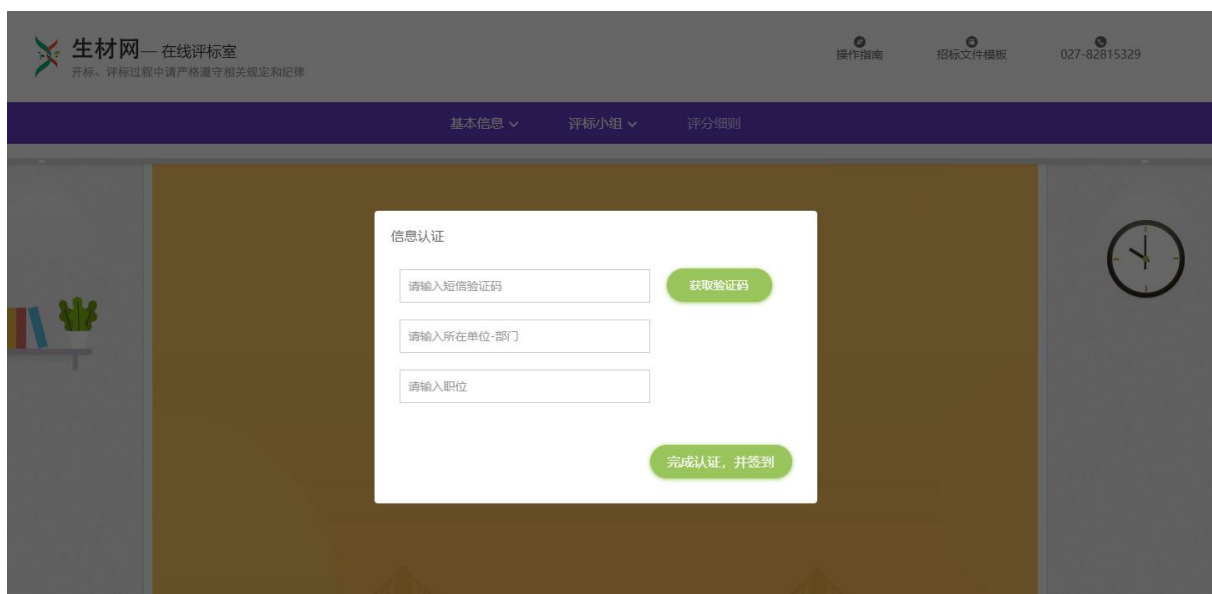 生材网— 在线评标室
开标、评标过程中请严格遵守相关规定和纪律
操作指南
招标文件模板
027-82815329
基本信息
评标小组
评分细则
信息认证
请输入短信验证码
获取验证码
请输入所在单位-部门
请输入职位
完成认证，并签到